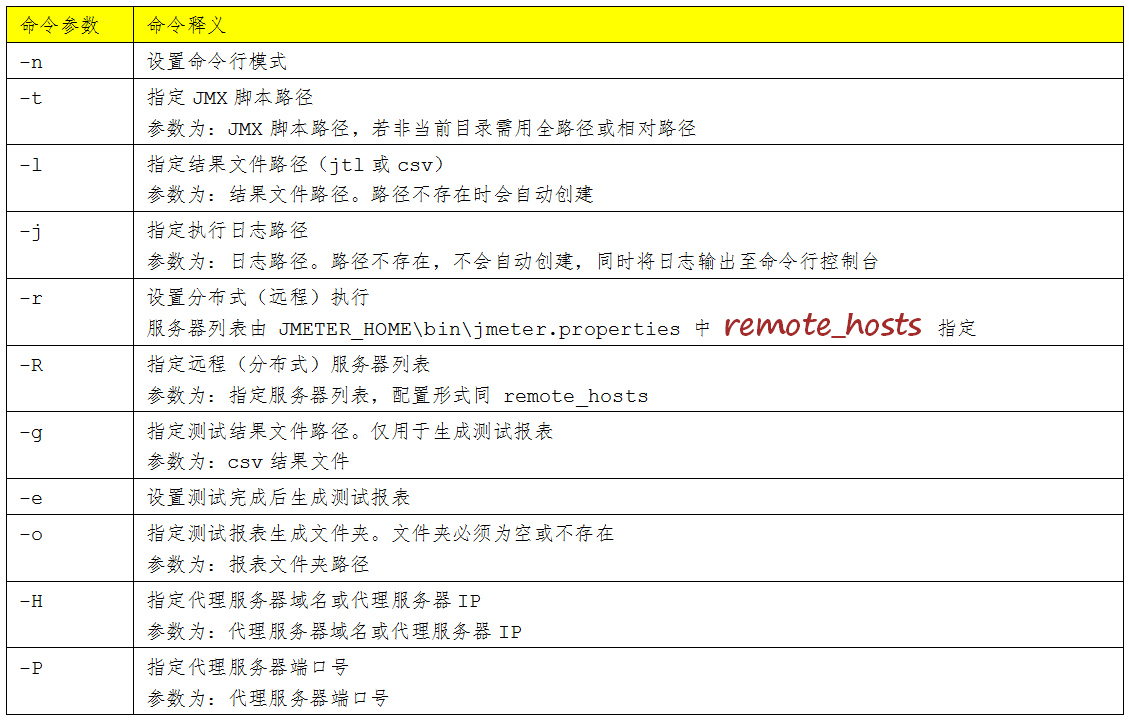 命令参数 命令释义
-n 设置命令行模式
-t 指定 JMX 脚本路径
参数为：JMX 脚本路径，若非当前目录需用全路径或相对路径
-l 指定结果文件路径（jtl 或 csv）
参数为：结果文件路径。路径不存在时会自动创建
-j 指定执行日志路径
参数为：日志路径。路径不存在，不会自动创建，同时将日志输出至命令行控制台
-r 设置分布式（远程）执行
服务器列表由 JMETER_HOME\bin\jmeter.properties 中 remote_hosts 指定
-R 指定远程（分布式）服务器列表
参数为：指定服务器列表，配置形式同 remote_hosts
-g 指定测试结果文件路径。仅用于生成测试报表
参数为：csv 结果文件
-e 设置测试完成后生成测试报表
-o 指定测试报表生成文件夹。文件夹必须为空或不存在
参数为：报表文件夹路径
-H 指定代理服务器域名或代理服务器 IP
参数为：代理服务器域名或代理服务器 IP
-P 指定代理服务器端口号
参数为：代理服务器端口号